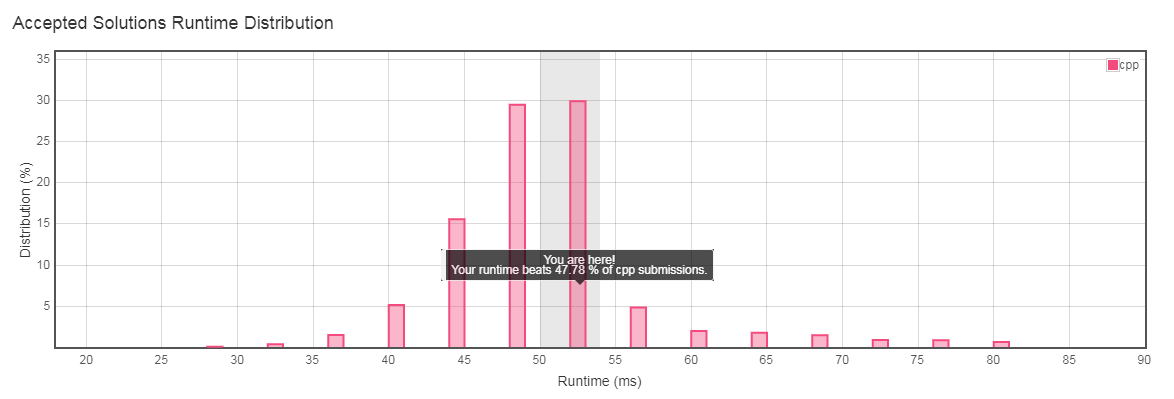 Accepted Solutions Runtime Distribution
cpp
35
30
25
20
15
10
5
Distribution (%)
You are here!
Your runtime beats 47.78 % of cpp submissions.
20 25 30 35 40 45 50 55 60 65 70 75 80 85 90
Runtime (ms)